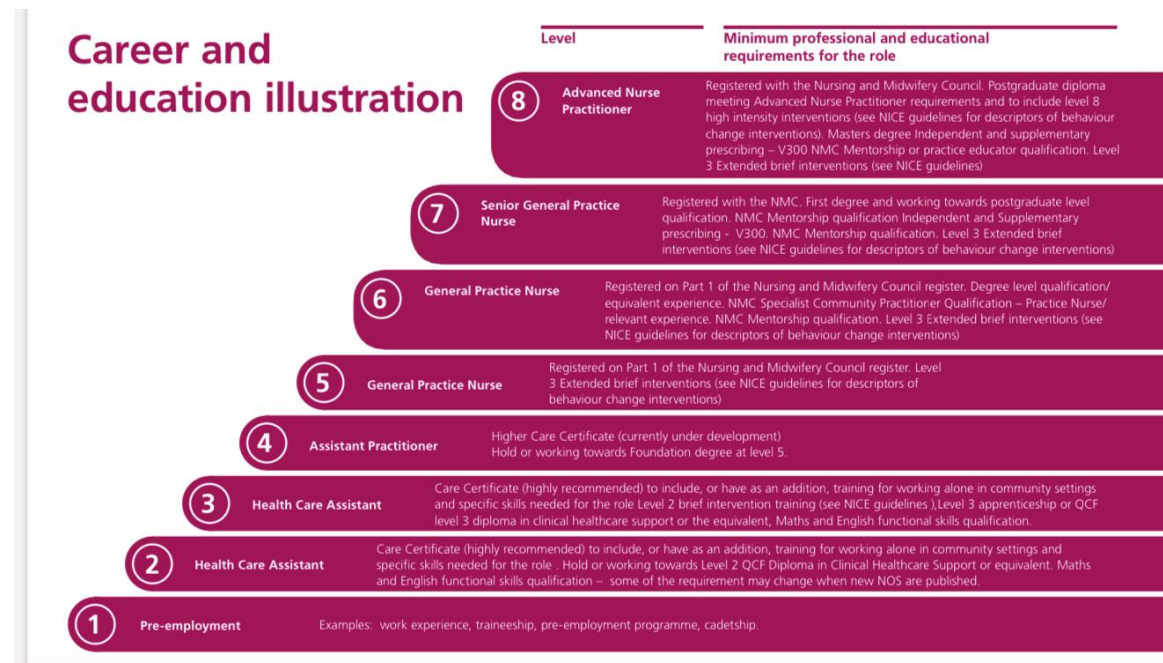 Career and
education illustration
Level
Minimum professional and educational
requirements for the role
8
Advanced Nurse
Practitioner
Registered with the Nursing and Midwifery Council. Postgraduate diploma
meeting Advanced Nurse Practitioner requirements and to include level 8
high intensity interventions (see NICE guidelines for descriptors of behaviour
change interventions). Masters degree Independent and supplementary
prescribing – V300 NMC Mentorship or practice educator qualification. Level
3 Extended brief interventions (see NICE guidelines)
7
Senior General Practice
Nurse
Registered with the NMC. First degree and working towards postgraduate level
qualification. NMC Mentorship qualification Independent and Supplementary
prescribing - V300. NMC Mentorship qualification. Level 3 Extended brief
interventions (see NICE guidelines for descriptors of behaviour change interventions)
6
General Practice Nurse
Registered on Part 1 of the Nursing and Midwifery Council register. Degree level qualification/
equivalent experience. NMC Specialist Community Practitioner Qualification – Practice Nurse/
relevant experience. NMC Mentorship qualification. Level 3 Extended brief interventions (see
NICE guidelines for descriptors of behaviour change interventions)
5
General Practice Nurse
Registered on Part 1 of the Nursing and Midwifery Council register. Level
3 Extended brief interventions (see NICE guidelines for descriptors of
behaviour change interventions)
4
Assistant Practitioner
Higher Care Certificate (currently under development)
Hold or working towards Foundation degree at level 5.
3
Health Care Assistant
Care Certificate (highly recommended) to include, or have as an addition, training for working alone in community settings
and specific skills needed for the role Level 2 brief intervention training (see NICE guidelines ),Level 3 apprenticeship or QCF
level 3 diploma in clinical healthcare support or the equivalent, Maths and English functional skills qualification.
2
Health Care Assistant
Care Certificate (highly recommended) to include, or have as an addition, training for working alone in community settings and
specific skills needed for the role . Hold or working towards Level 2 QCF Diploma in Clinical Healthcare Support or equivalent. Maths
and English functional skills qualification – some of the requirement may change when new NOS are published.
1
Pre-employment
Examples: work experience, traineeship, pre-employment programme, cadetship.